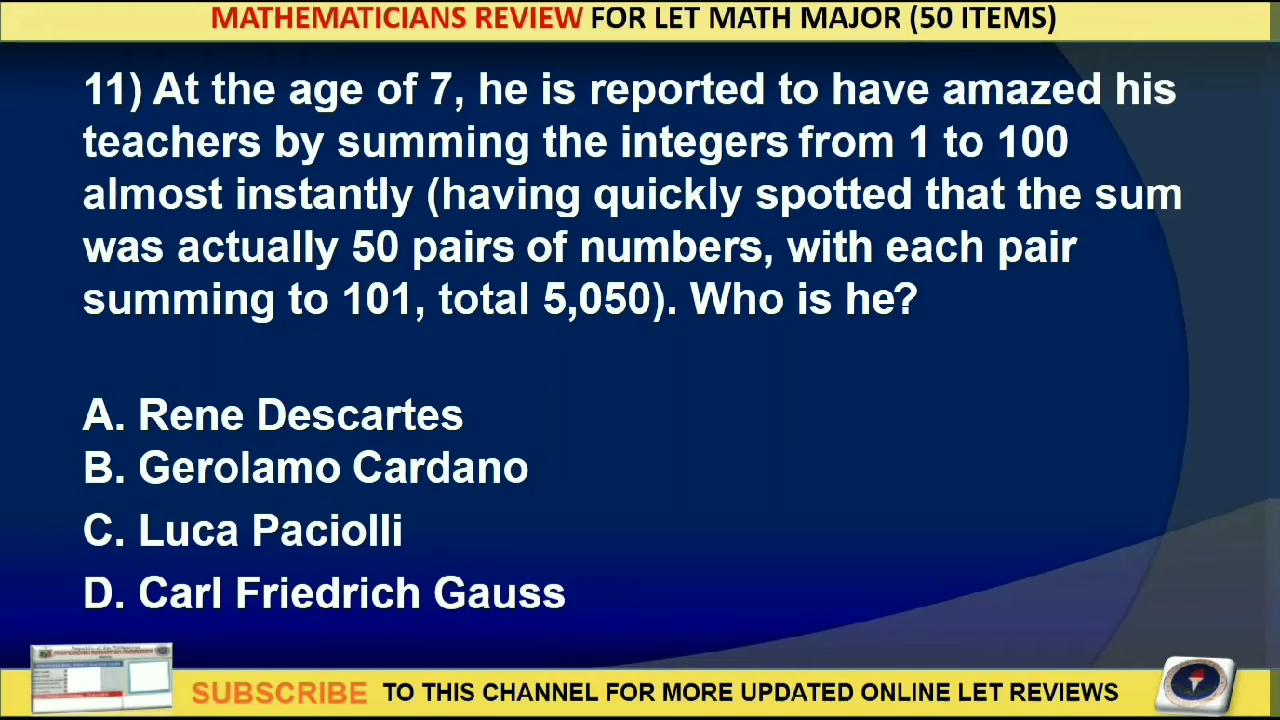 MATHEMATICIANS REVIEW FOR LET MATH MAJOR (50 ITEMS)
11) At the age of 7, he is reported to have amazed his
teachers by summing the integers from 1 to 100
almost instantly (having quickly spotted that the sum
was actually 50 pairs of numbers, with each pair
summing to 101, total 5,050). Who is he?
A. Rene Descartes
B. Gerolamo Cardano
C. Luca Paciolli
D. Carl Friedrich Gauss
SUBSCRIBE TO THIS CHANNEL FOR MORE UPDATED ONLINE LET REVIEWS